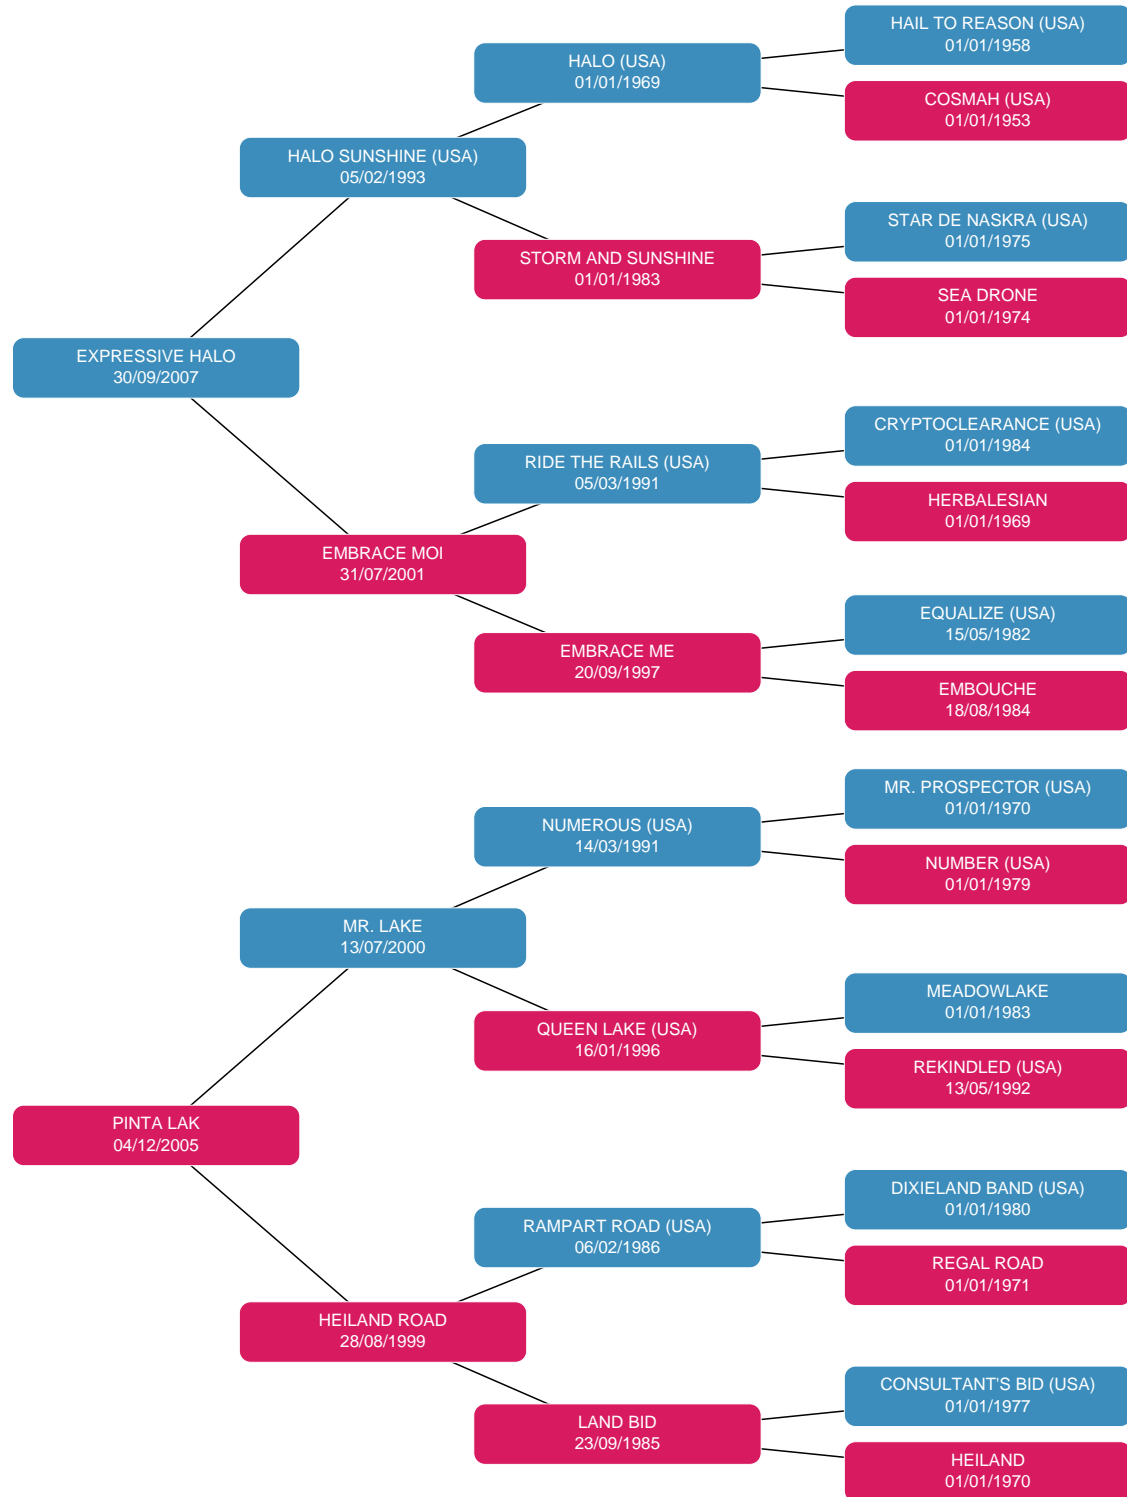 HAIL TO REASON (USA)
01/01/1958
HALO (USA)
01/01/1969
COSMAH (USA)
01/01/1953
HALO SUNSHINE (USA)
05/02/1993
STAR DE NASKRA (USA)
01/01/1975
STORM AND SUNSHINE
01/01/1983
SEA DRONE
01/01/1974
EXPRESSIVE HALO
30/09/2007
CRYPTOCLEARANCE (USA)
01/01/1984
RIDE THE RAILS (USA)
05/03/1991
HERBALESIAN
01/01/1969
EMBRACE MOI
31/07/2001
EQUALIZE (USA)
15/05/1982
EMBRACE ME
20/09/1997
EMBOUCHE
18/08/1984
MR. PROSPECTOR (USA)
01/01/1970
NUMEROUS (USA)
14/03/1991
NUMBER (USA)
01/01/1979
MR. LAKE
13/07/2000
MEADOWLAKE
01/01/1983
QUEEN LAKE (USA)
16/01/1996
REKINDLED (USA)
13/05/1992
PINTA LAK
04/12/2005
DIXIELAND BAND (USA)
01/01/1980
RAMPART ROAD (USA)
06/02/1986
REGAL ROAD
01/01/1971
HEILAND ROAD
28/08/1999
CONSULTANT'S BID (USA)
01/01/1977
LAND BID
23/09/1985
HEILAND
01/01/1970